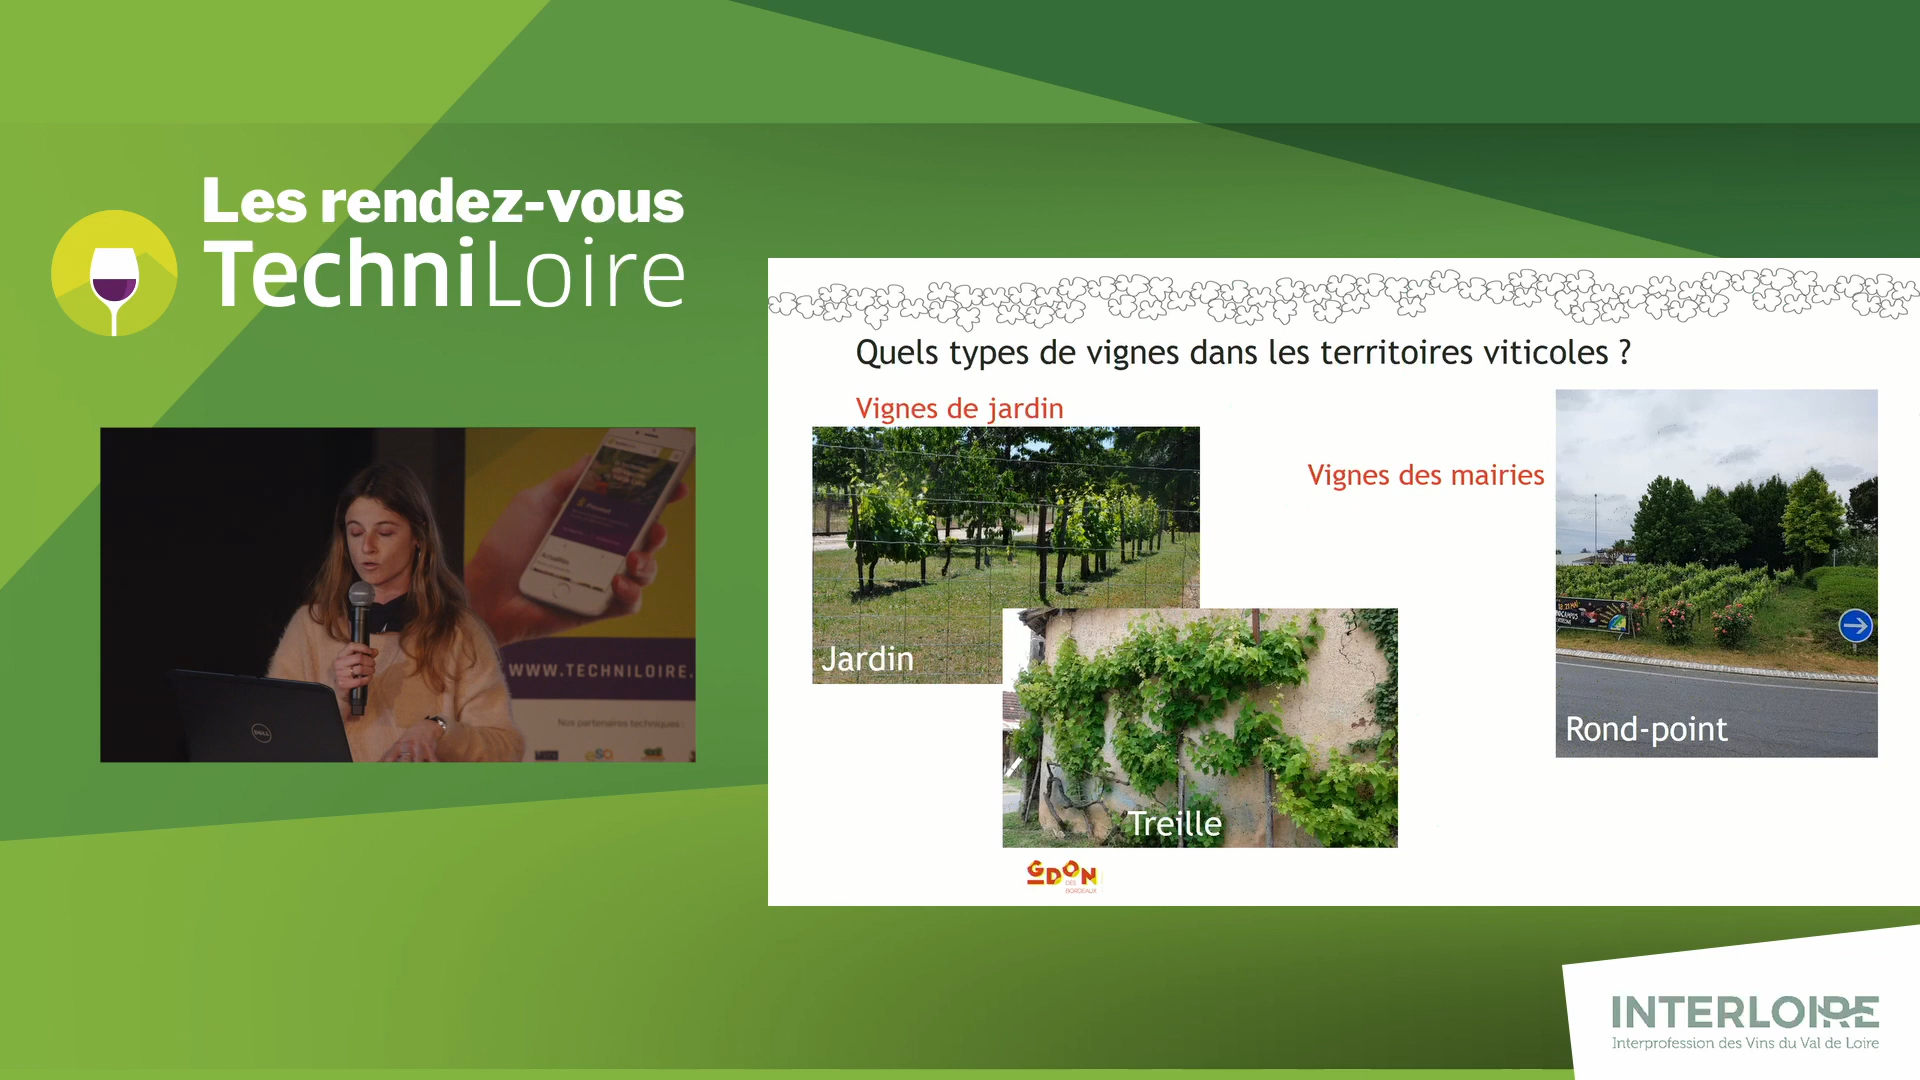 Les rendez-vous
TechniLoire
WWW.TECHNILOIRE.
Nos partenaires techniques :
DELL
Quels types de vignes dans les territoires viticoles ?
Vignes de jardin
Vignes des mairies
Jardin
Treille
Rond-point
GDON
DES
BORDEAUX
INTERLOIRE
Interprofession des Vins du Val de Loire